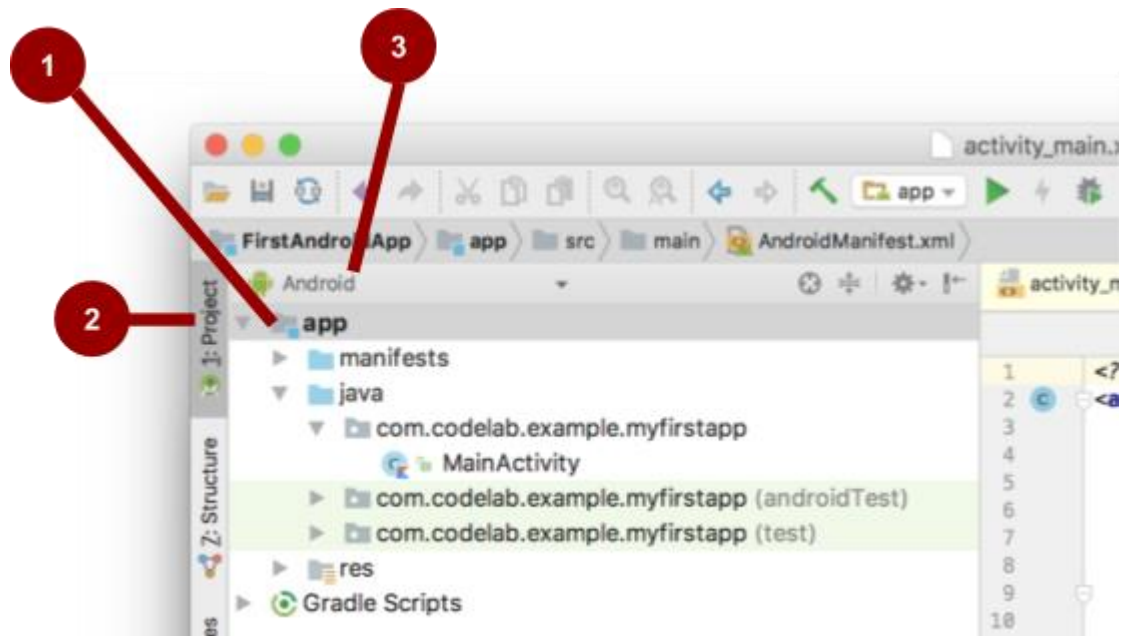 1
3
activity_main.x
app
FirstAndroidApp app src main AndroidManifest.xml
1: Project
Android
activity_m
2
app
manifests
java
com.codelab.example.myfirstapp
MainActivity
com.codelab.example.myfirstapp (androidTest)
com.codelab.example.myfirstapp (test)
res
Gradle Scripts
Z: Structure
es
1 <?
2 C <a
3
4
5
6
7
8
9
10